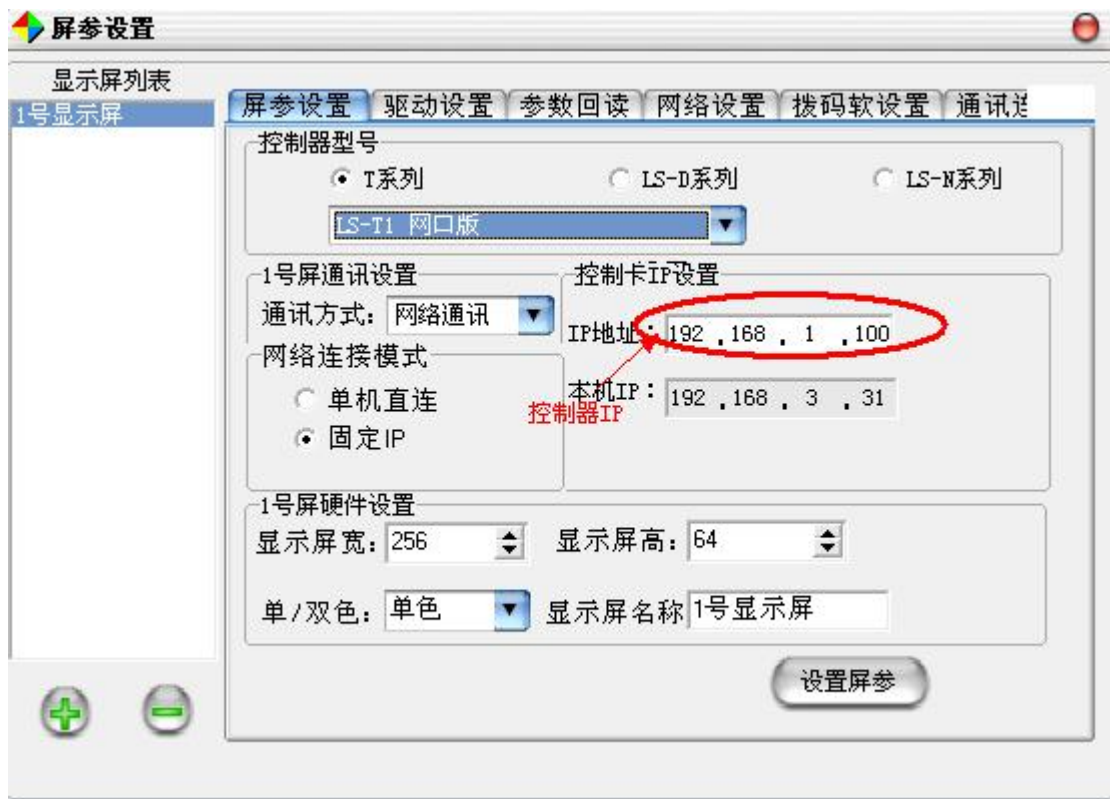 屏参设置
显示屏列表
1号显示屏
屏参设置 驱动设置 参数回读 网络设置 拨码软设置 通讯
控制器型号
T系列 LS-D系列 LS-N系列
LS-T1 网口版
1号屏通讯设置
通讯方式: 网络通讯
网络连接模式
单机直连
固定IP
控制卡IP设置
IP地址: 192 .168 . 1 .100
本机IP: 192 .168 . 3 . 31
控制器IP
1号屏硬件设置
显示屏宽: 256 显示屏高: 64
单/双色: 单色 显示屏名称 1号显示屏
设置屏参